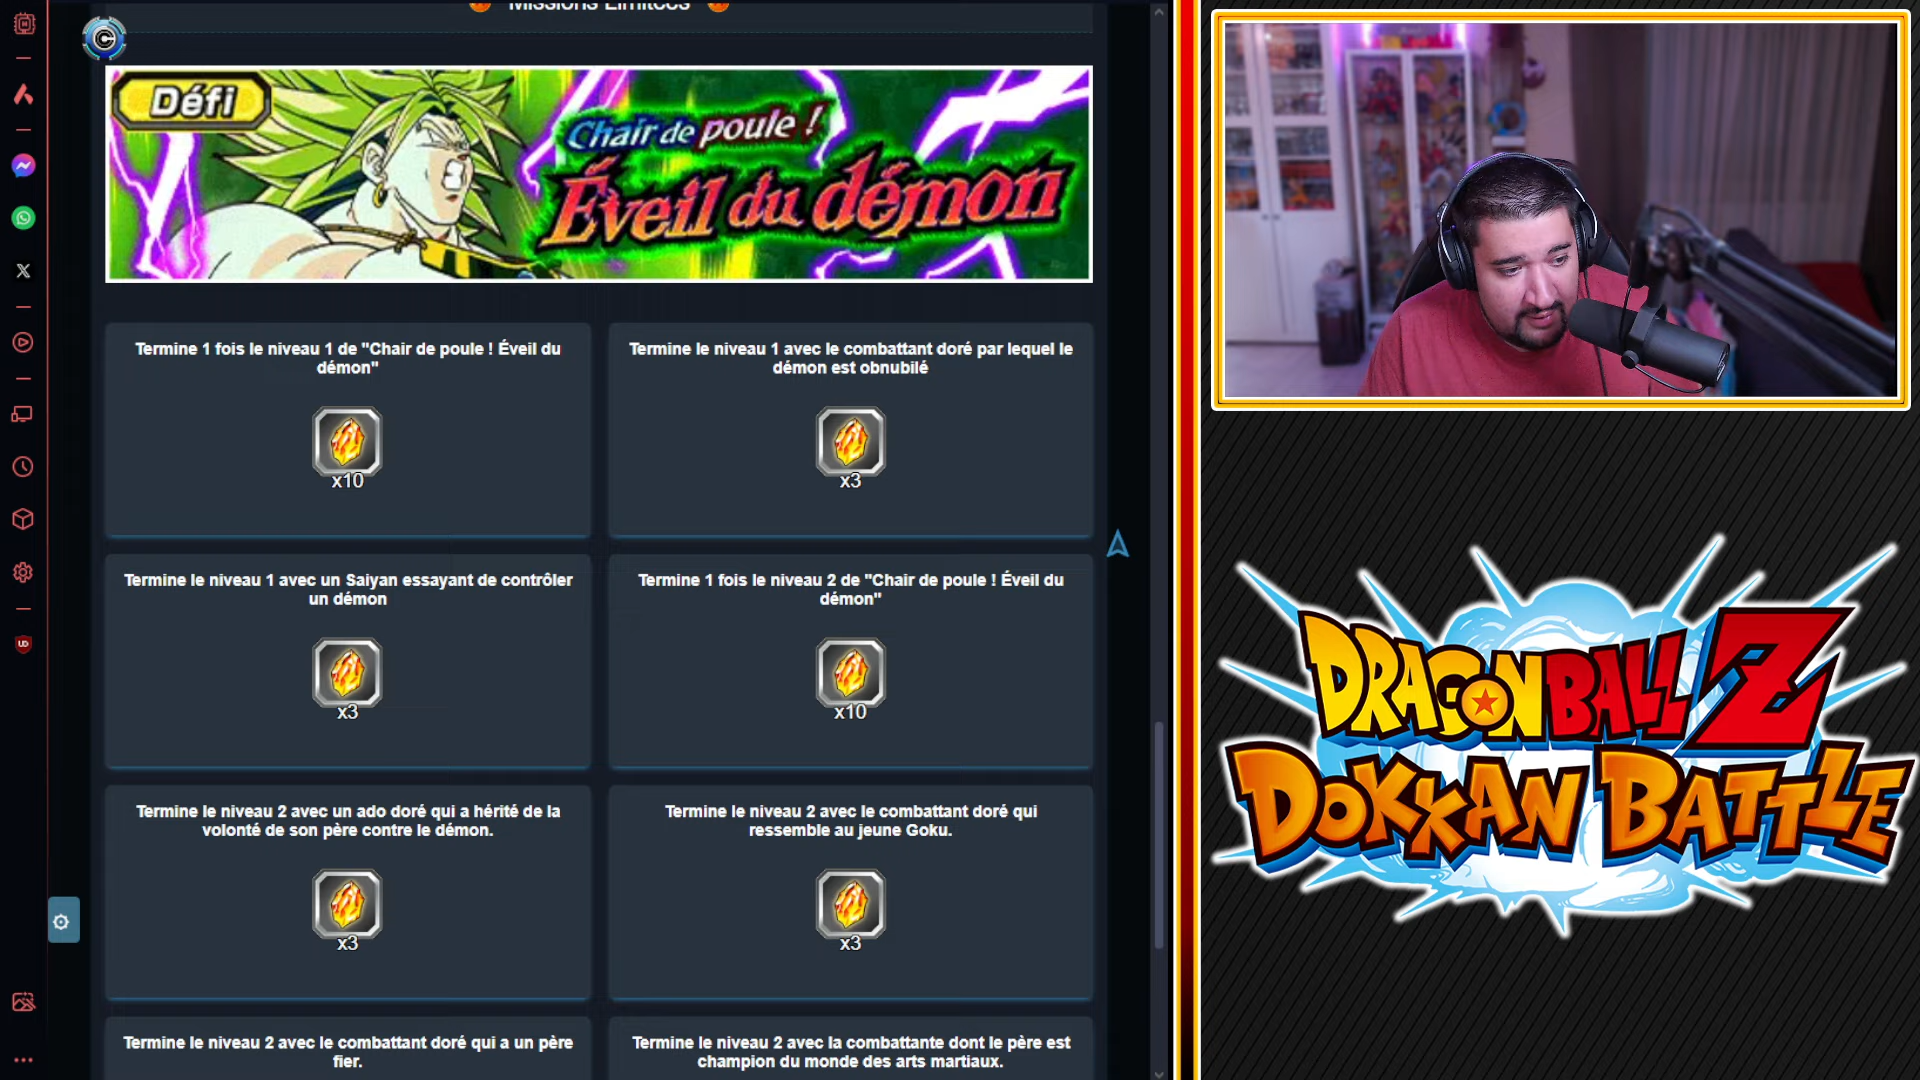 Missions Limitées
Défi
Chair de poule !
Éveil du démon
Termine 1 fois le niveau 1 de "Chair de poule ! Éveil du
démon"
x10
Termine le niveau 1 avec le combattant doré par lequel le
démon est obnubilé
x3
Termine le niveau 1 avec un Saiyan essayant de contrôler
un démon
x3
Termine 1 fois le niveau 2 de "Chair de poule ! Éveil du
démon"
x10
Termine le niveau 2 avec un ado doré qui a hérité de la
volonté de son père contre le démon.
x3
Termine le niveau 2 avec le combattant doré qui
ressemble au jeune Goku.
x3
Termine le niveau 2 avec le combattant doré qui a un père
fier.
Termine le niveau 2 avec la combattante dont le père est
champion du monde des arts martiaux.
DRAGON BALL Z
DOKKAN BATTLE